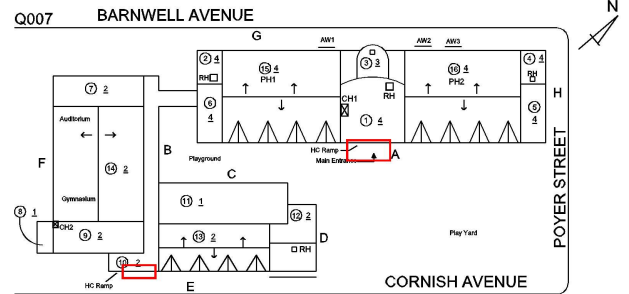 Q007 BARNWELL AVENUE
N
G
AW1 AW2 AW3
2 4
3 3
4 4
RH
15 4
PH1
16 4
PH2
RH
RH
7 2
6 4
CH1
1 4
5 4
H
Auditorium
F
B
14 2
Playground
HC Ramp
Main Entrance
A
C
Gymnasium
8 1
11 1
12 2
CH2
9 2
13 2
D
RH
Play Yard
10 2
HC Ramp
E
CORNISH AVENUE
POYER STREET